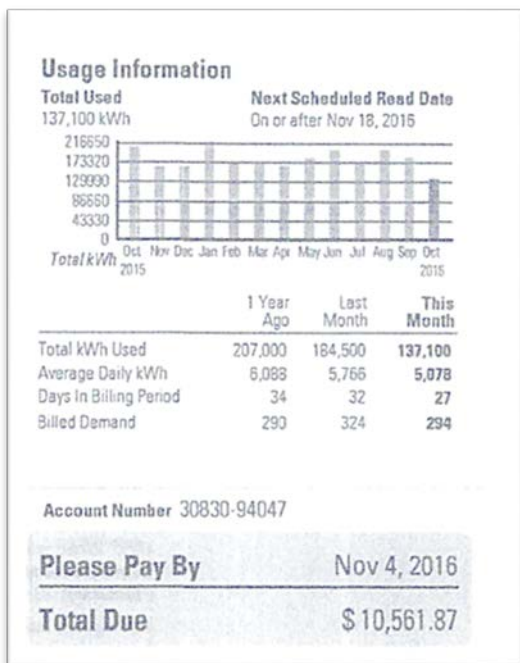 Usage Information
Total Used Next Scheduled Read Date
137,100 kWh On or after Nov 18, 2016
216650
173320
129990
86660
43330
0
Total kWh Oct Nov Dec Jan Feb Mar Apr May Jun Jul Aug Sep Oct
2015 2015
1 Year Last This
Ago Month Month
Total kWh Used 207,000 184,500 137,100
Average Daily kWh 6,088 5,766 5,078
Days In Billing Period 34 32 27
Billed Demand 290 324 294
Account Number 30830-94047
Please Pay By Nov 4, 2016
Total Due $10,561.87